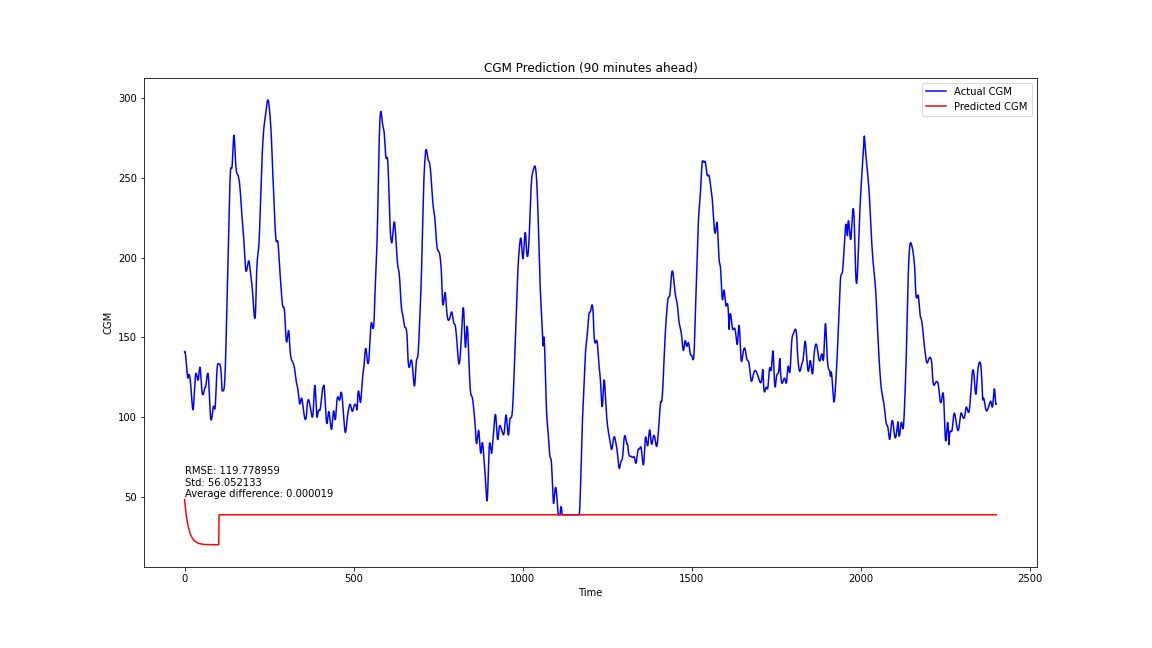 CGM Prediction (90 minutes ahead)
Actual CGM
Predicted CGM
300
250
200
150
100
50
CGM
RMSE: 119.778959
Std: 56.052133
Average difference: 0.000019
0
500
1000
1500
2000
2500
Time